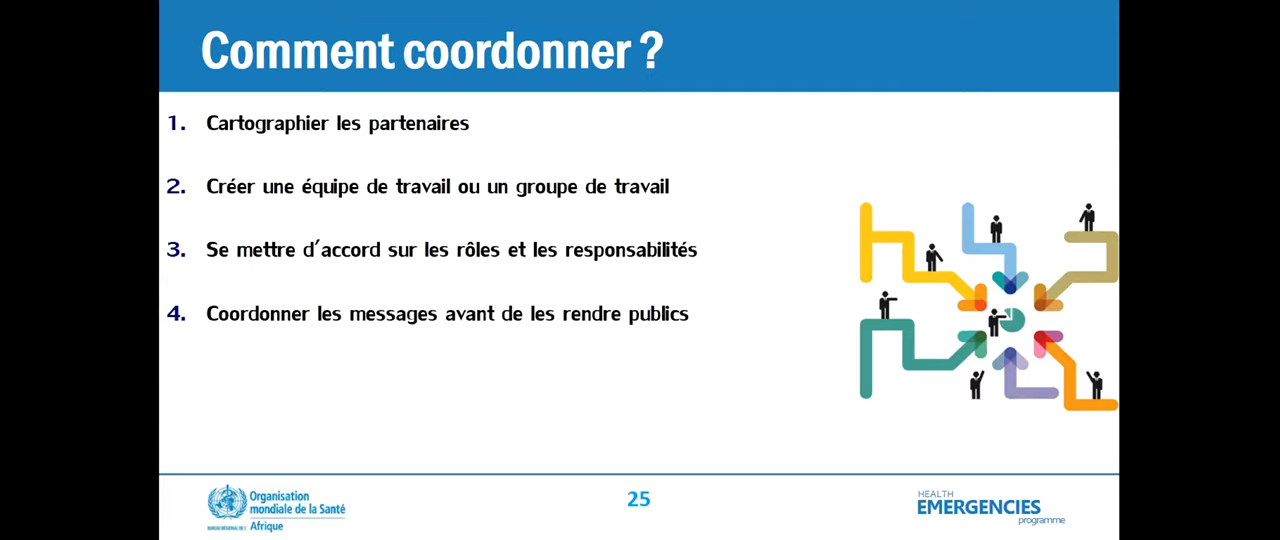 Comment coordonner ?
1. Cartographier les partenaires
2. Créer une équipe de travail ou un groupe de travail
3. Se mettre d'accord sur les rôles et les responsabilités
4. Coordonner les messages avant de les rendre publics
Organisation
mondiale de la Santé
Afrique
25
HEALTH
EMERGENCIES
programme